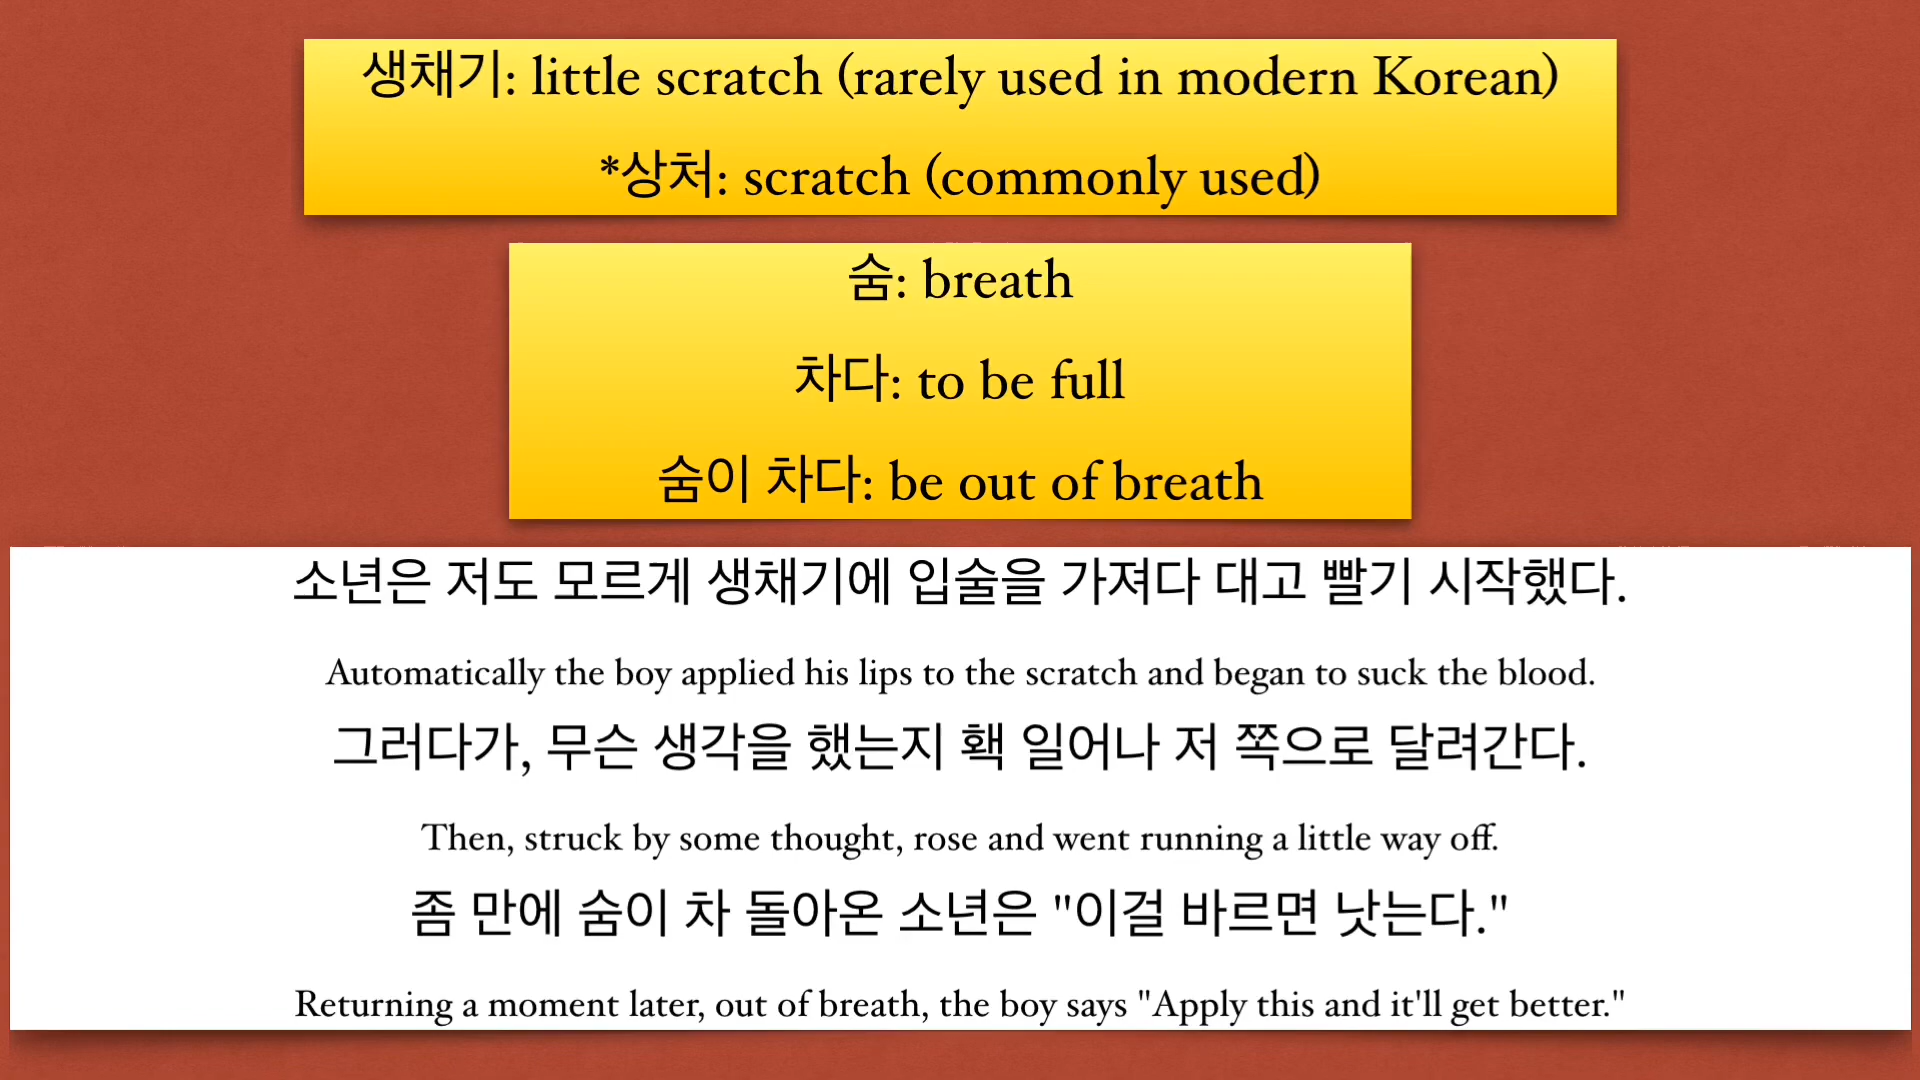 생채기: little scratch (rarely used in modern Korean)
*상처: scratch (commonly used)
숨: breath
차다: to be full
숨이 차다: be out of breath
소년은 저도 모르게 생채기에 입술을 가져다 대고 빨기 시작했다.
Automatically the boy applied his lips to the scratch and began to suck the blood.
그러다가, 무슨 생각을 했는지 홱 일어나 저 쪽으로 달려간다.
Then, struck by some thought, rose and went running a little way off.
좀 만에 숨이 차 돌아온 소년은 "이걸 바르면 낫는다."
Returning a moment later, out of breath, the boy says "Apply this and it'll get better."